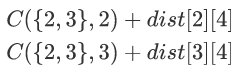 C({2,3},2) + dist[2][4]
C({2,3},3) + dist[3][4]